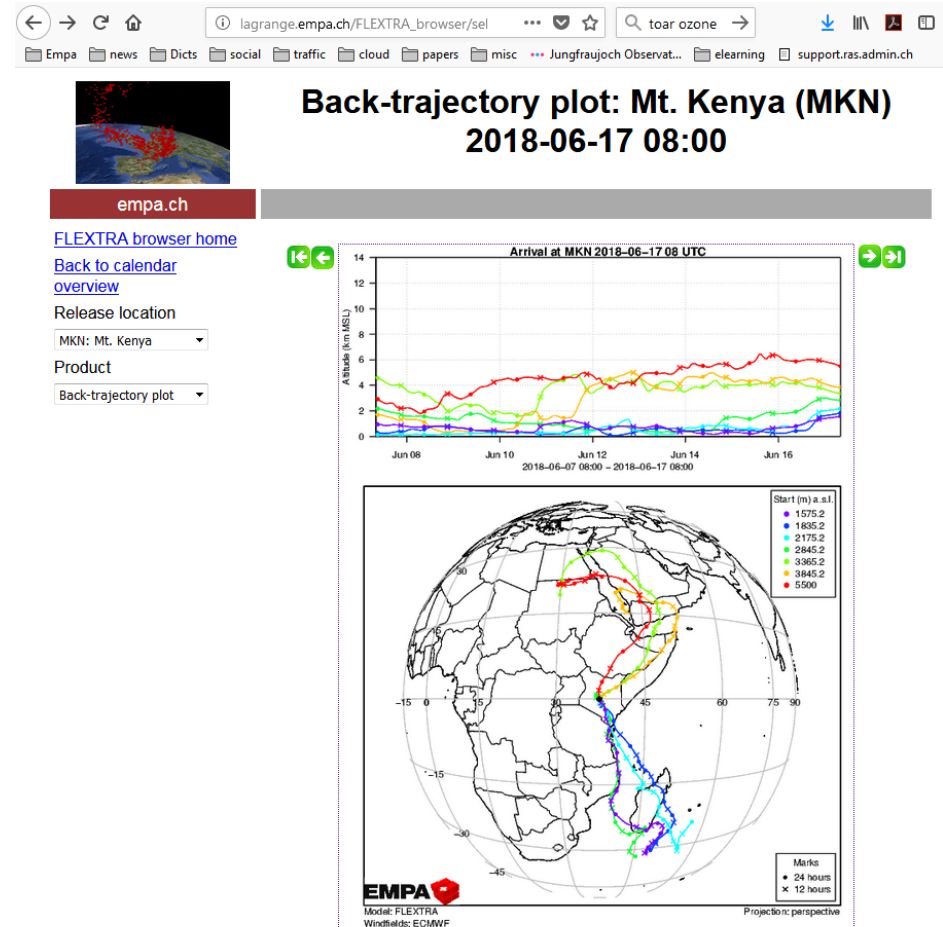 lagrange.empa.ch/FLEXTRA_browser/sel
toar ozone
Empa news Dicts social traffic cloud papers misc Jungfraujoch Observat... elearning support.ras.admin.ch
Back-trajectory plot: Mt. Kenya (MKN)
2018-06-17 08:00
empa.ch
FLEXTRA browser home
Back to calendar
overview
Release location
MKN: Mt. Kenya
Product
Back-trajectory plot
Arrival at MKN 2018-06-17 08 UTC
Altitude (km MSL)
14
12
10
8
6
4
2
0
Jun 08 Jun 10 Jun 12 Jun 14 Jun 16
2018-06-07 08:00 - 2018-06-17 08:00
Start (m) a.s.l.
1575.2
1835.2
2175.2
2845.2
3365.2
3845.2
5500
30
15
-15 0 15 30 45 60 75 90
-15
-30
-45
Marks
24 hours
12 hours
EMPA
Model: FLEXTRA
Windfields: ECMWF
Projection: perspective